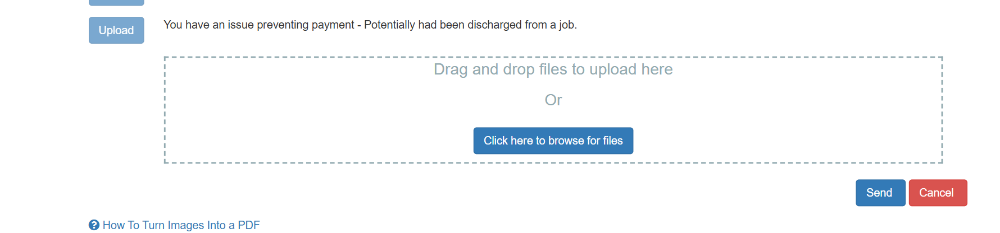 Upload
You have an issue preventing payment - Potentially had been discharged from a job.
Drag and drop files to upload here
Or
Click here to browse for files
Send
Cancel
How To Turn Images Into a PDF